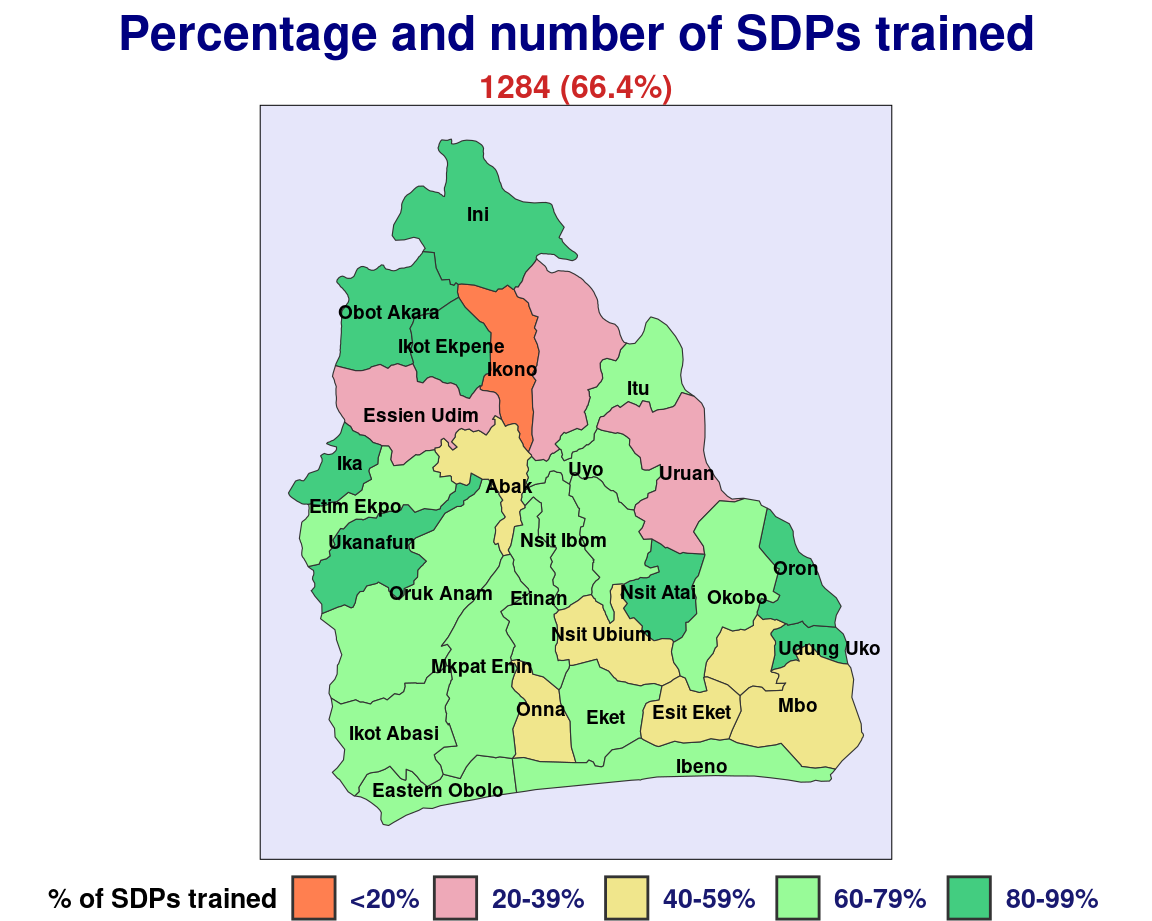 Percentage and number of SDPs trained
1284 (66.4%)
Ini
Obot Akara
Ikot Ekpene
Ikono
Itu
Essien Udim
Ika
Uyo
Uruan
Abak
Etim Ekpo
Ukanafun
Nsit Ibom
Oron
Oruk Anam
Etinan
Nsit Atai
Okobo
Nsit Ubium
Udung Uko
Mkpat Enin
Onna
Eket
Esit Eket
Mbo
Ikot Abasi
Ibeno
Eastern Obolo
% of SDPs trained <20% 20-39% 40-59% 60-79% 80-99%